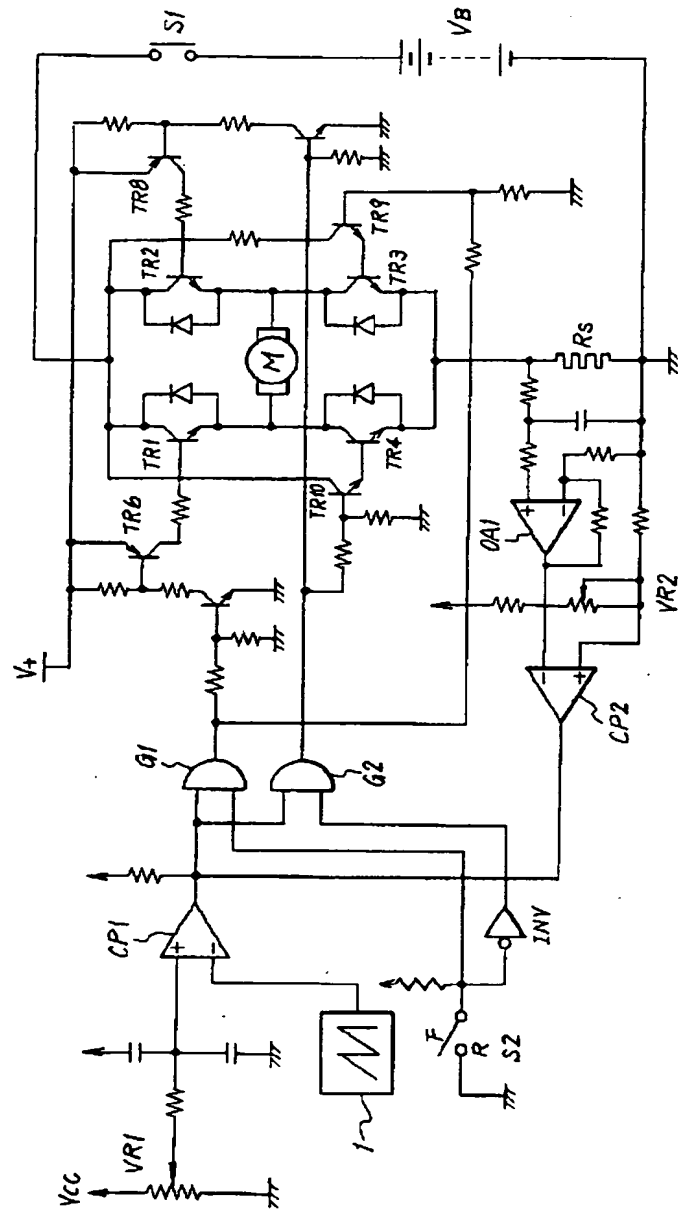 VCC
VR1
CP1
+
-
1
F
R
S2
INV
G1
G2
V+
TR6
TR1
TR2
TR8
M
TR10
TR4
TR3
TR9
S1
VB
Rs
OA1
+
-
VR2
CP2
-
+